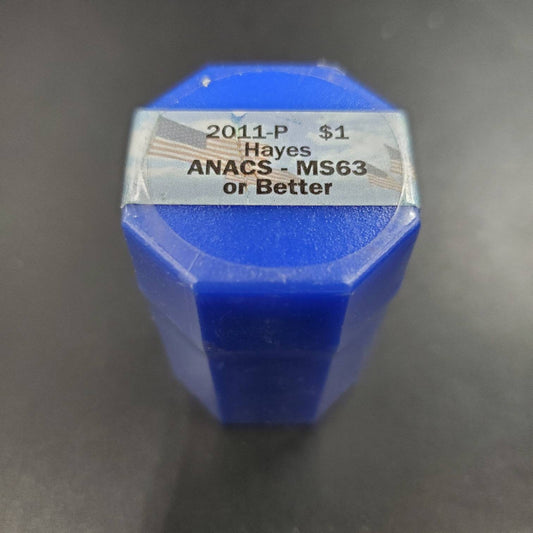 2011-P $1
Hayes
ANACS - MS63
or Better